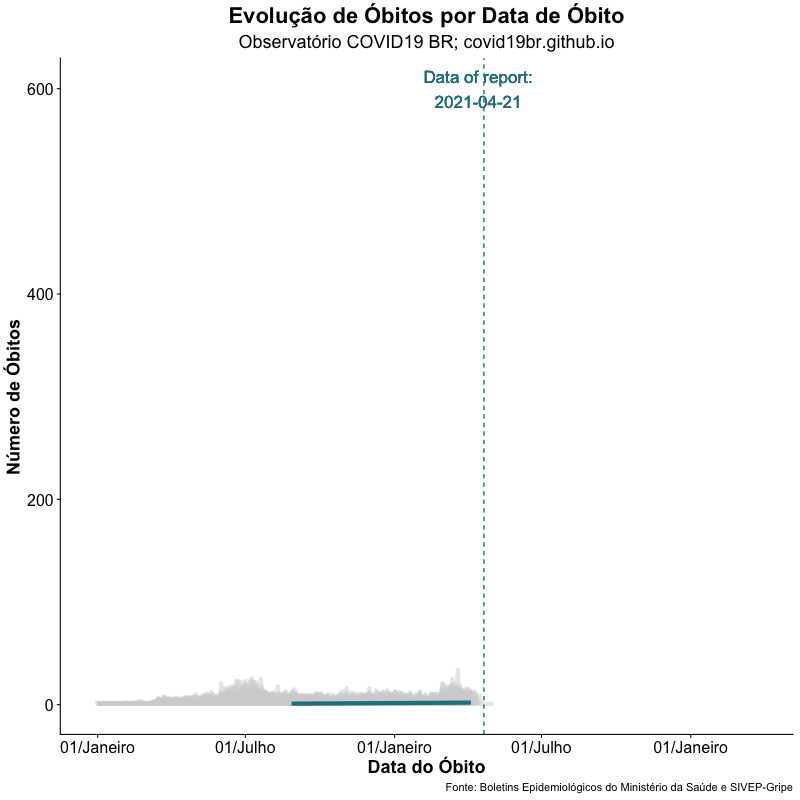 Evolução de Óbitos por Data de Óbito
Observatório COVID19 BR; covid19br.github.io
Data of report:
2021-04-21
600
400
200
0
Número de Óbitos
01/Janeiro
01/Julho
01/Janeiro
01/Julho
01/Janeiro
Data do Óbito
Fonte: Boletins Epidemiológicos do Ministério da Saúde e SIVEP-Gripe